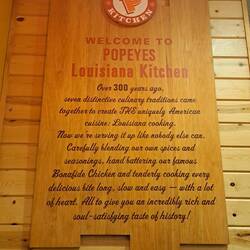 KITCHEN
WELCOME TO
POPEYES
Louisiana Kitchen
Over 300 years ago,
seven distinctive culinary traditions came
together to create THE uniquely American
cuisine: Louisiana cooking.
Now we're serving it up like nobody else can.
Carefully blending our own spices and
seasonings, hand battering our famous
Bonafide Chicken and tenderly cooking every
delicious bite long, slow and easy — with a lot
of heart. All to give you an incredibly rich and
soul-satisfying taste of history!